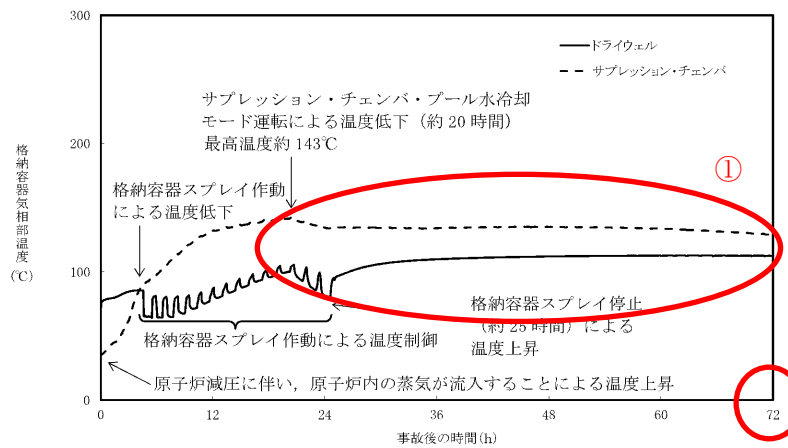 300
200
100
0
格納容器気相部温度
(℃)
ドライウェル
サプレッション・チェンバ
サプレッション・チェンバ・プール水冷却
モード運転による温度低下（約 20 時間）
最高温度約 143℃
①
格納容器スプレイ作動
による温度低下
格納容器スプレイ停止
（約 25 時間）による
温度上昇
格納容器スプレイ作動による温度制御
原子炉減圧に伴い，原子炉内の蒸気が流入することによる温度上昇
0 12 24 36 48 60 72
事故後の時間(h)